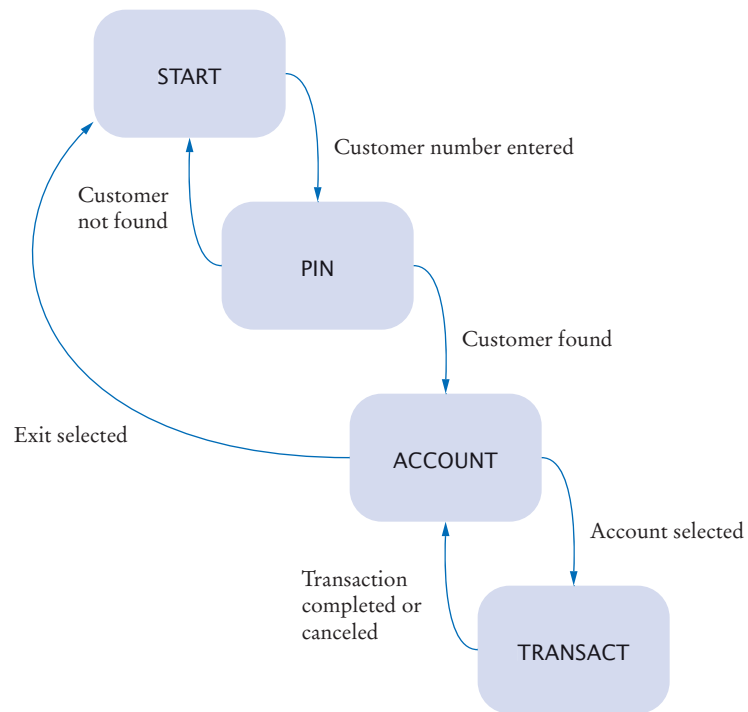 START
Customer number entered
Customer
not found
PIN
Customer found
Exit selected
ACCOUNT
Account selected
Transaction
completed or
canceled
TRANSACT